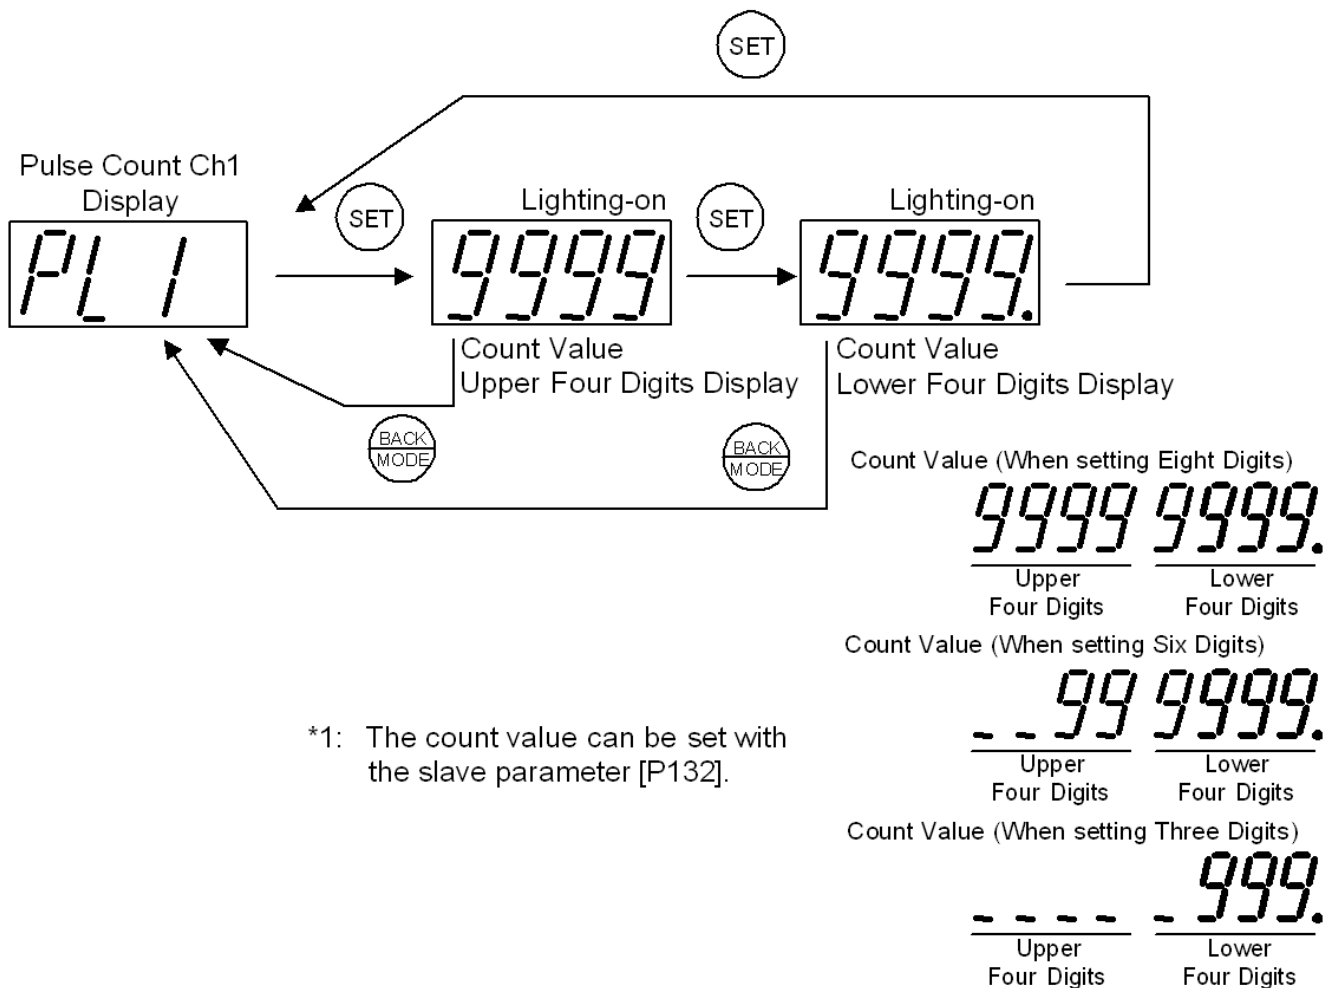 SET
Pulse Count Ch1
Display
SET
Lighting-on
SET
Lighting-on
PL 1
9999
9999.
Count Value
Upper Four Digits Display
Count Value
Lower Four Digits Display
BACK
MODE
BACK
MODE
Count Value (When setting Eight Digits)
9999 9999.
Upper
Four Digits
Lower
Four Digits
Count Value (When setting Six Digits)
_ _ 99 9999.
Upper
Four Digits
Lower
Four Digits
*1: The count value can be set with
the slave parameter [P132].
Count Value (When setting Three Digits)
_ _ _ _ _ 999.
Upper
Four Digits
Lower
Four Digits